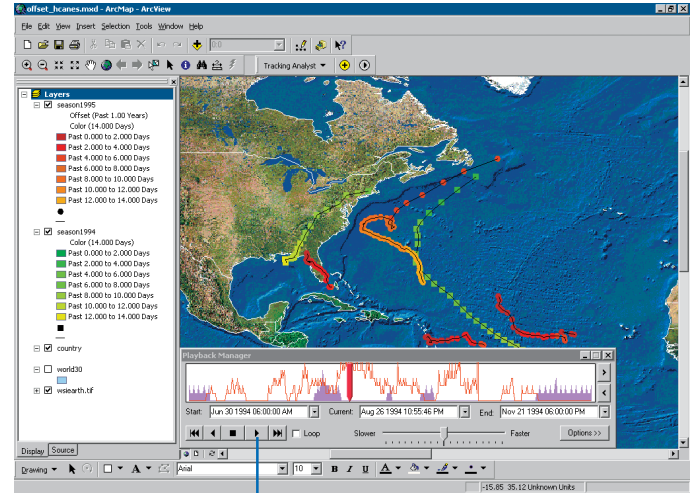 offset_hcanes.mxd - ArcMap - ArcView
File Edit View Insert Selection Tools Window Help
0.0
Tracking Analyst
Layers
season1995
Offset (Past 1.00 Years)
Color (14.000 Days)
Past 0.000 to 2.000 Days
Past 2.000 to 4.000 Days
Past 4.000 to 6.000 Days
Past 6.000 to 8.000 Days
Past 8.000 to 10.000 Days
Past 10.000 to 12.000 Days
Past 12.000 to 14.000 Days
season1994
Color (14.000 Days)
Past 0.000 to 2.000 Days
Past 2.000 to 4.000 Days
Past 4.000 to 6.000 Days
Past 6.000 to 8.000 Days
Past 8.000 to 10.000 Days
Past 10.000 to 12.000 Days
Past 12.000 to 14.000 Days
country
world30
wsiearth.tif
Playback Manager
Start: Jun 30 1994 06:00:00 AM Current: Aug 26 1994 10:55:46 PM End: Nov 21 1994 06:00:00 PM
Loop Slower Faster Options >>
Display Source
Drawing Arial 10 B I U A
-15.85 35.12 Unknown Units